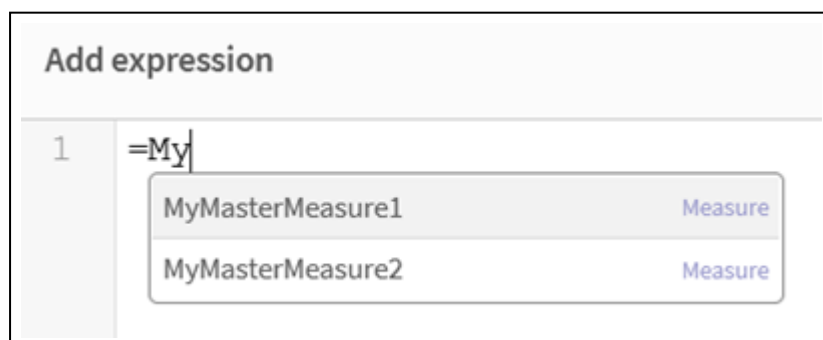 Add expression
1 =My
MyMasterMeasure1 Measure
MyMasterMeasure2 Measure